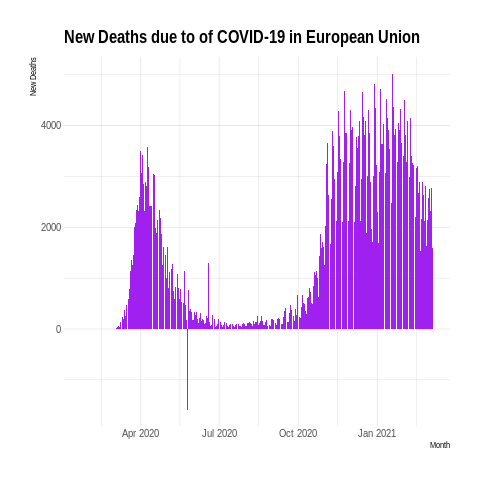 New Deaths due to of COVID-19 in European Union
New Deaths
4000
2000
0
Apr 2020 Jul 2020 Oct 2020 Jan 2021
Month